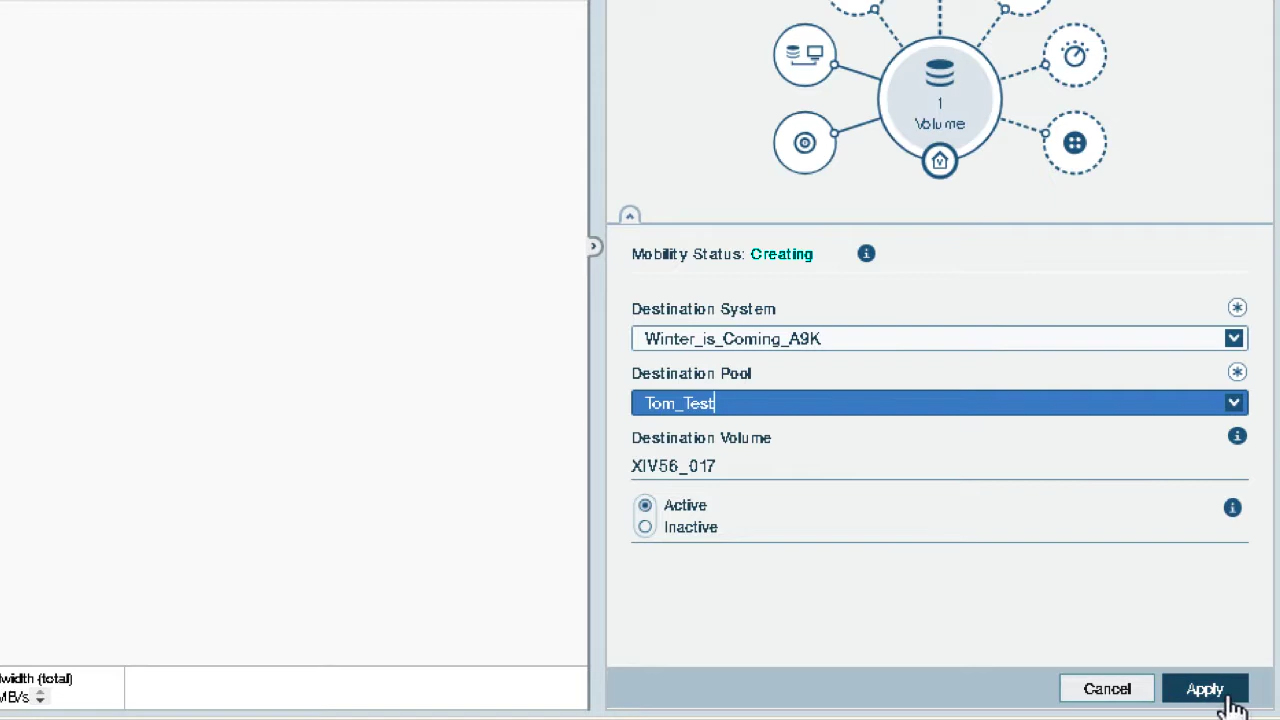 1
Volume
Mobility Status: Creating
Destination System
Winter_is_Coming_A9K
Destination Pool
Tom_Test
Destination Volume
XIV56_017
Active
Inactive
width (total)
MB/s
Cancel
Apply